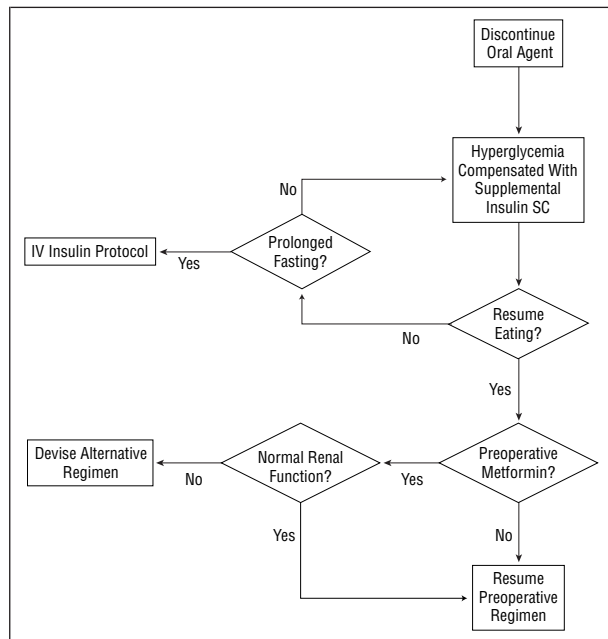 Discontinue
Oral Agent
Hyperglycemia
Compensated With
Supplemental
Insulin SC
No
IV Insulin Protocol
Yes
Prolonged
Fasting?
Resume
Eating?
No
Yes
Devise Alternative
Regimen
No
Normal Renal
Function?
Yes
Preoperative
Metformin?
Yes
No
Resume
Preoperative
Regimen